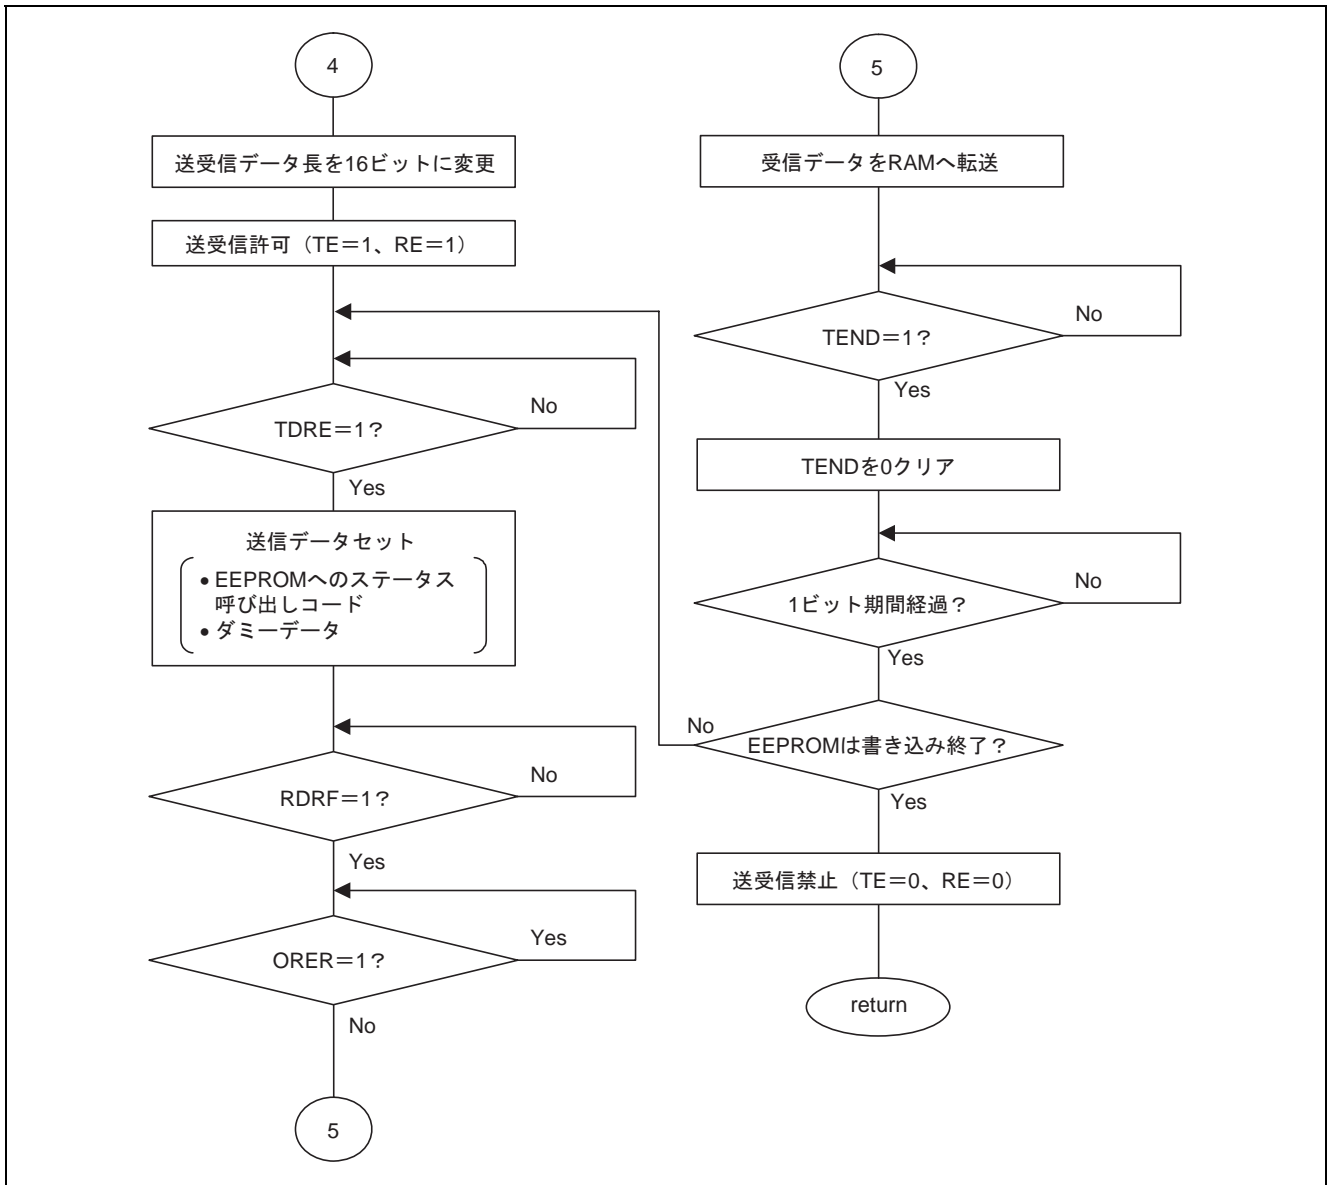 4
送受信データ長を16ビットに変更
送受信許可（TE＝1、RE＝1）
TDRE＝1？
No
Yes
送信データセット
• EEPROMへのステータス
呼び出しコード
• ダミーデータ
RDRF＝1？
No
Yes
ORER＝1？
Yes
No
5
5
受信データをRAMへ転送
TEND＝1？
No
Yes
TENDを0クリア
1ビット期間経過？
No
Yes
EEPROMは書き込み終了？
No
Yes
送受信禁止（TE＝0、RE＝0）
return